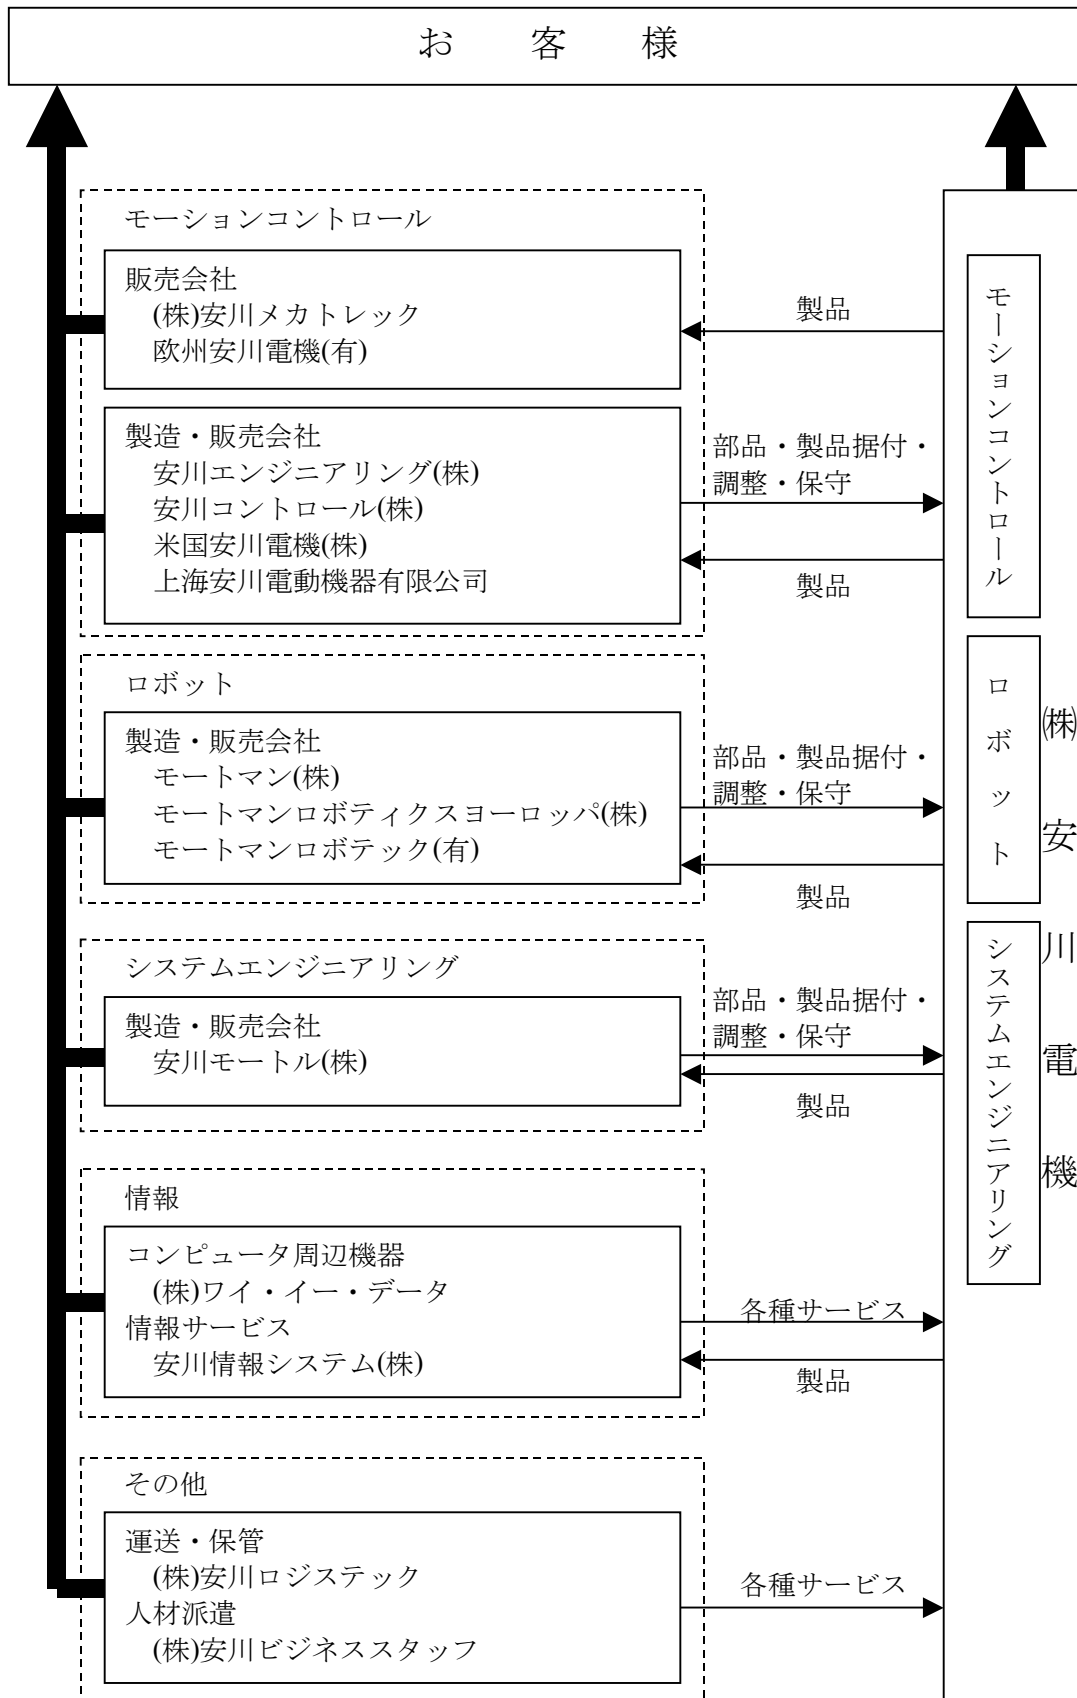 お 客 様
モーションコントロール
販売会社
(株)安川メカトレック
欧州安川電機(有)
製品
製造・販売会社
安川エンジニアリング(株)
安川コントロール(株)
米国安川電機(株)
上海安川電動機器有限公司
部品・製品据付・
調整・保守
製品
ロボット
製造・販売会社
モートマン(株)
モートマンロボティクスヨーロッパ(株)
モートマンロボテック(有)
部品・製品据付・
調整・保守
製品
システムエンジニアリング
製造・販売会社
安川モートル(株)
部品・製品据付・
調整・保守
製品
情報
コンピュータ周辺機器
(株)ワイ・イー・データ
情報サービス
安川情報システム(株)
各種サービス
製品
その他
運送・保管
(株)安川ロジステック
人材派遣
(株)安川ビジネススタッフ
各種サービス
モーションコントロール
ロボット
システムエンジニアリング
㈱安川電機